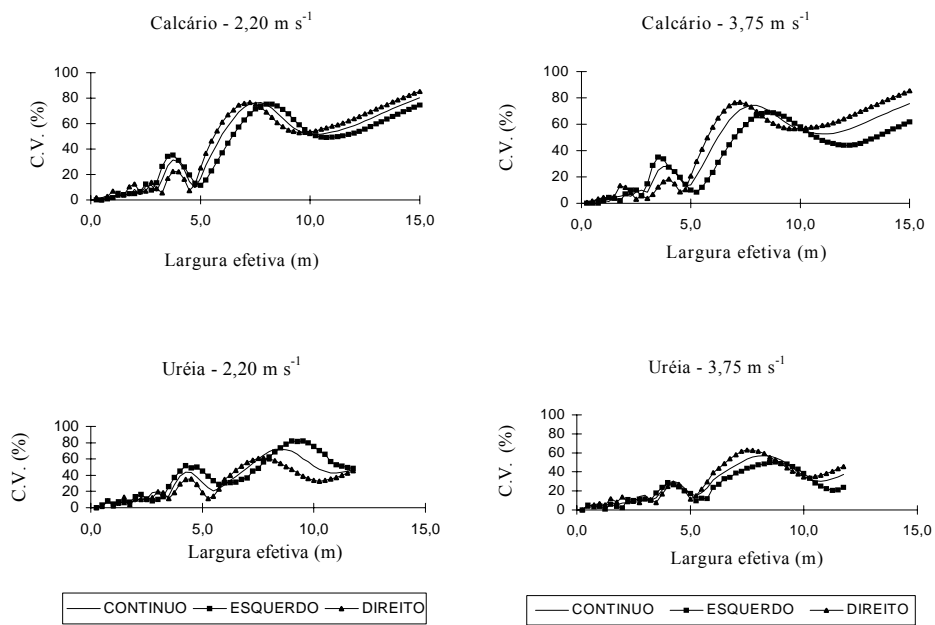 Calcário - 2,20 m s-1
C.V. (%)
100
80
60
40
20
0
0,0 5,0 10,0 15,0
Largura efetiva (m)
Calcário - 3,75 m s-1
C.V. (%)
100
80
60
40
20
0
0,0 5,0 10,0 15,0
Largura efetiva (m)
Uréia - 2,20 m s-1
C.V. (%)
100
80
60
40
20
0
0,0 5,0 10,0 15,0
Largura efetiva (m)
CONTINUO ESQUERDO DIREITO
Uréia - 3,75 m s-1
C.V. (%)
100
80
60
40
20
0
0,0 5,0 10,0 15,0
Largura efetiva (m)
CONTINUO ESQUERDO DIREITO